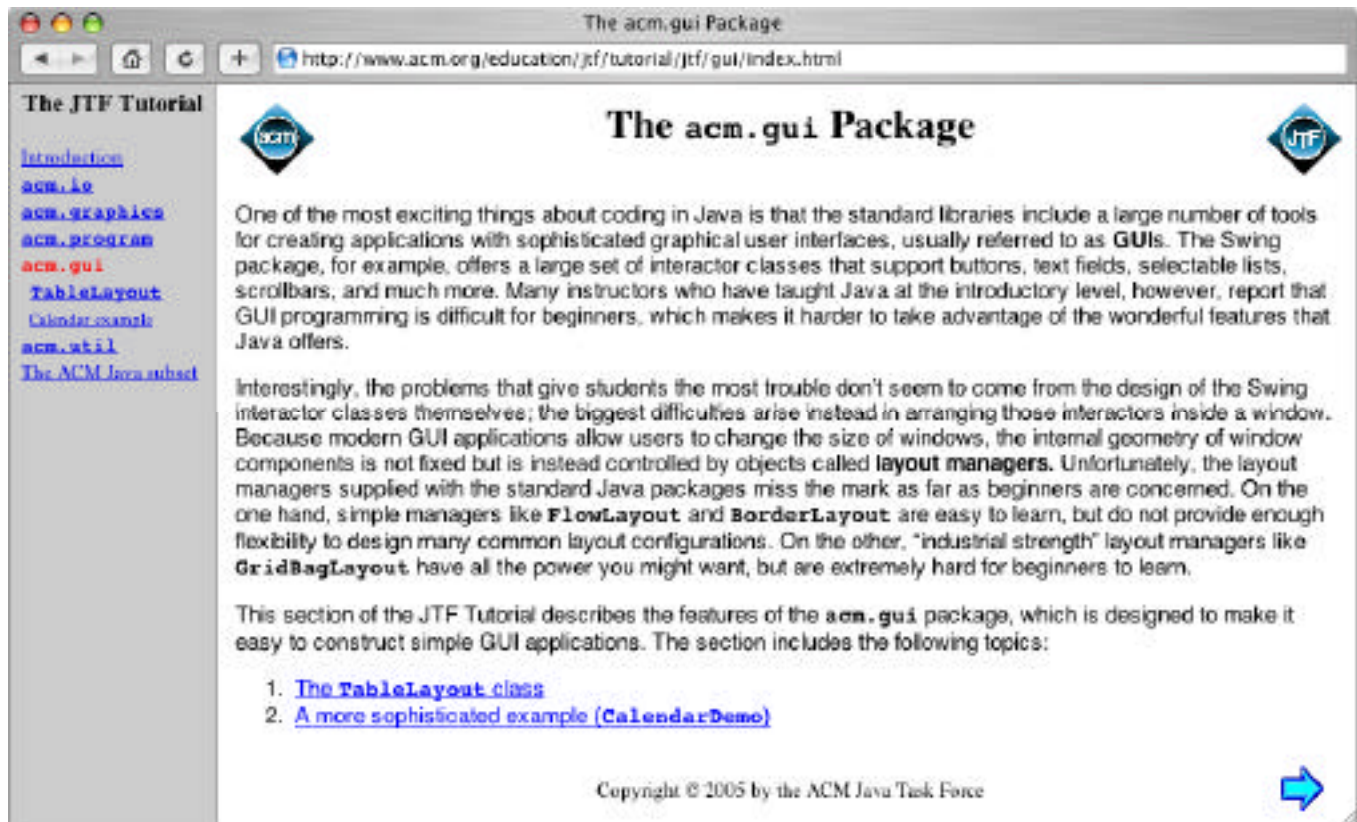 The acm.gui Package
http://www.acm.org/education/jtf/tutorial/jtf/gui/index.html
The JTF Tutorial
Introduction
acm.io
acm.graphics
acm.program
acm.gui
TableLayout
Calendar example
acm.util
The ACM Java subset
acm
The acm.gui Package
JTF
One of the most exciting things about coding in Java is that the standard libraries include a large number of tools
for creating applications with sophisticated graphical user interfaces, usually referred to as GUIs. The Swing
package, for example, offers a large set of interactor classes that support buttons, text fields, selectable lists,
scrollbars, and much more. Many instructors who have taught Java at the introductory level, however, report that
GUI programming is difficult for beginners, which makes it harder to take advantage of the wonderful features that
Java offers.
Interestingly, the problems that give students the most trouble don't seem to come from the design of the Swing
interactor classes themselves; the biggest difficulties arise instead in arranging those interactors inside a window.
Because modern GUI applications allow users to change the size of windows, the internal geometry of window
components is not fixed but is instead controlled by objects called layout managers. Unfortunately, the layout
managers supplied with the standard Java packages miss the mark as far as beginners are concerned. On the
one hand, simple managers like FlowLayout and BorderLayout are easy to learn, but do not provide enough
flexibility to design many common layout configurations. On the other, "industrial strength" layout managers like
GridBagLayout have all the power you might want, but are extremely hard for beginners to learn.
This section of the JTF Tutorial describes the features of the acm.gui package, which is designed to make it
easy to construct simple GUI applications. The section includes the following topics:
1. The TableLayout class
2. A more sophisticated example (CalendarDemo)
Copyright © 2005 by the ACM Java Task Force